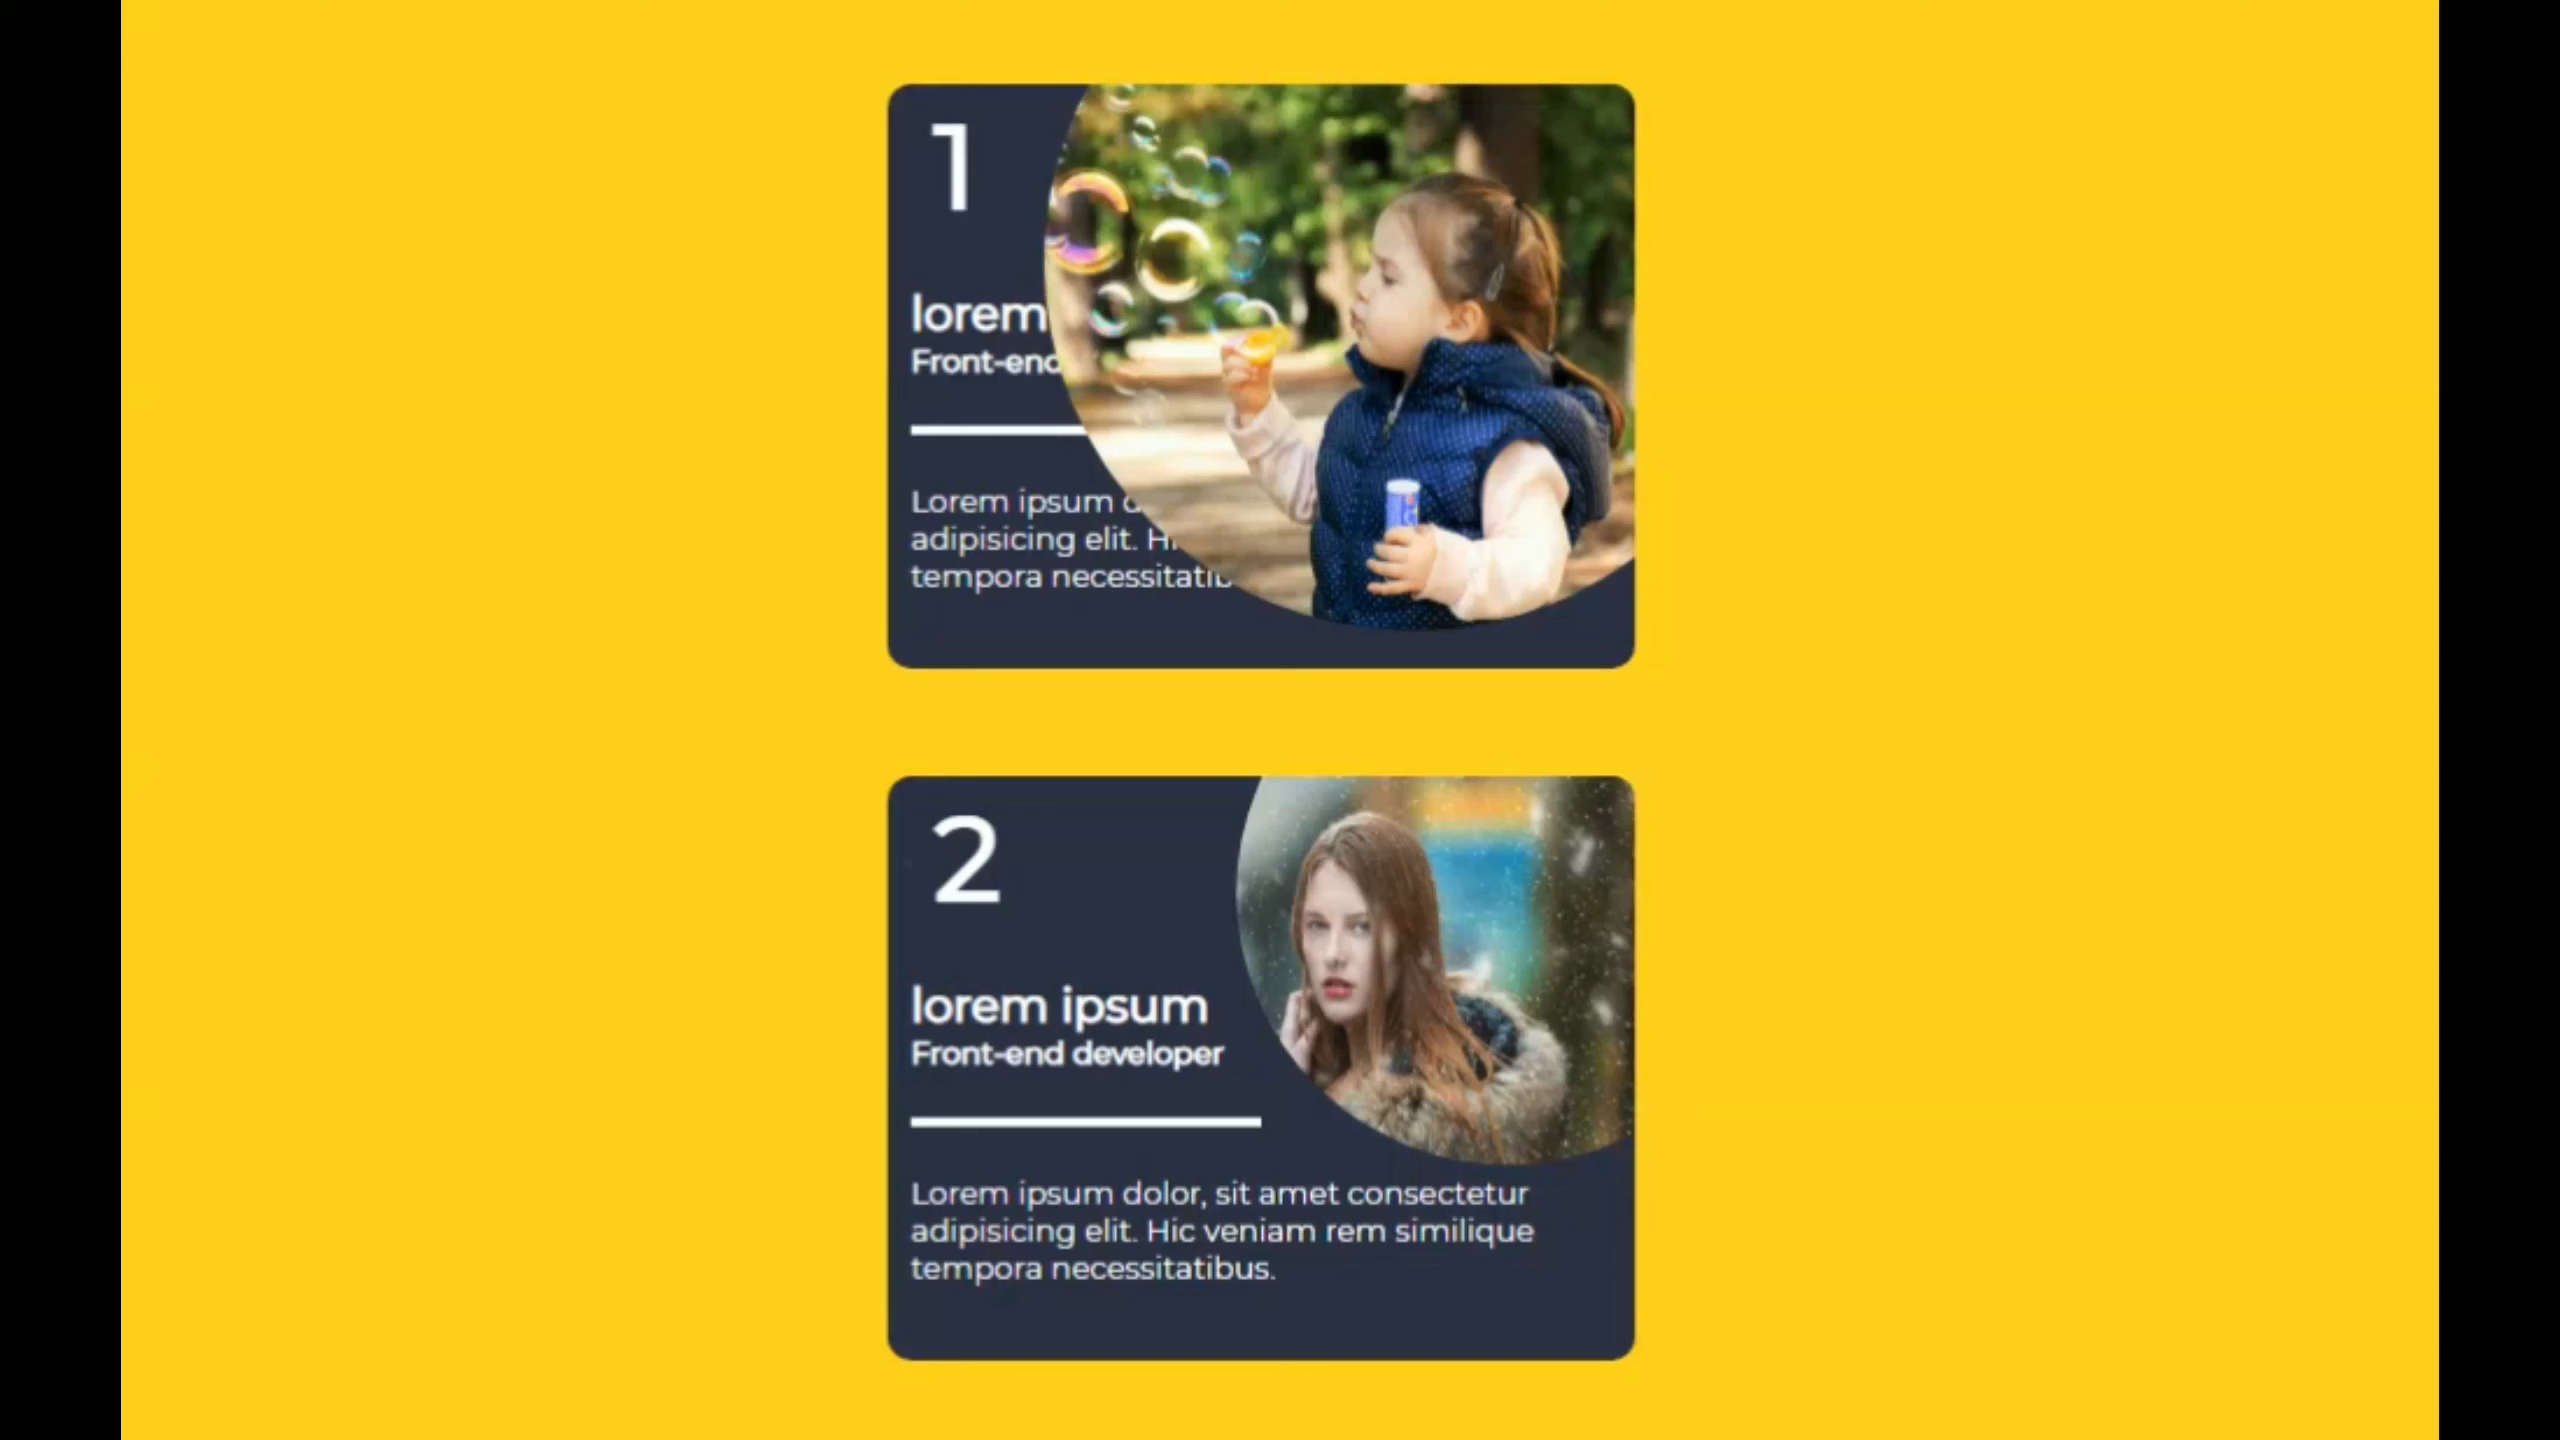 1
lorem
Front-end
Lorem ipsum
adipisicing elit.
tempora
2
lorem ipsum
Front-end developer
Lorem ipsum dolor, sit amet consectetur
adipisicing elit. Hic veniam rem similique
tempora necessitatibus.